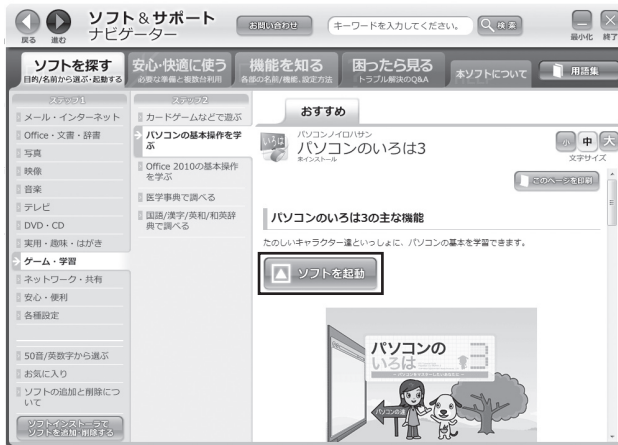 戻る
進む
ソフト&サポート
ナビゲーター
お問い合わせ
キーワードを入力してください。
検索
最小化
終了
ソフトを探す
目的/名前から選ぶ・起動する
安心・快適に使う
必要な準備と複数台利用
機能を知る
各部の名前/機能、設定方法
困ったら見る
トラブル解決のQ&A
本ソフトについて
用語集
ステップ1
メール・インターネット
Office・文書・辞書
写真
映像
音楽
テレビ
DVD・CD
実用・趣味・はがき
ゲーム・学習
ネットワーク・共有
安心・便利
各種設定
50音/英数字から選ぶ
お気に入り
ソフトの追加と削除につ
いて
ソフトインストーラで
ソフトを追加・削除する
ステップ2
カードゲームなどで遊ぶ
パソコンの基本操作を学
ぶ
Office 2010の基本操作
を学ぶ
医学事典で調べる
国語/漢字/英和/和英辞
典で調べる
おすすめ
いろは
パソコンノイロハサン
パソコンのいろは3
未インストール
小 中 大
文字サイズ
このページを印刷
パソコンのいろは3の主な機能
たのしいキャラクター達といっしょに、パソコンの基本を学習できます。
ソフトを起動
パソコンの
いろは 3
パソコンの道